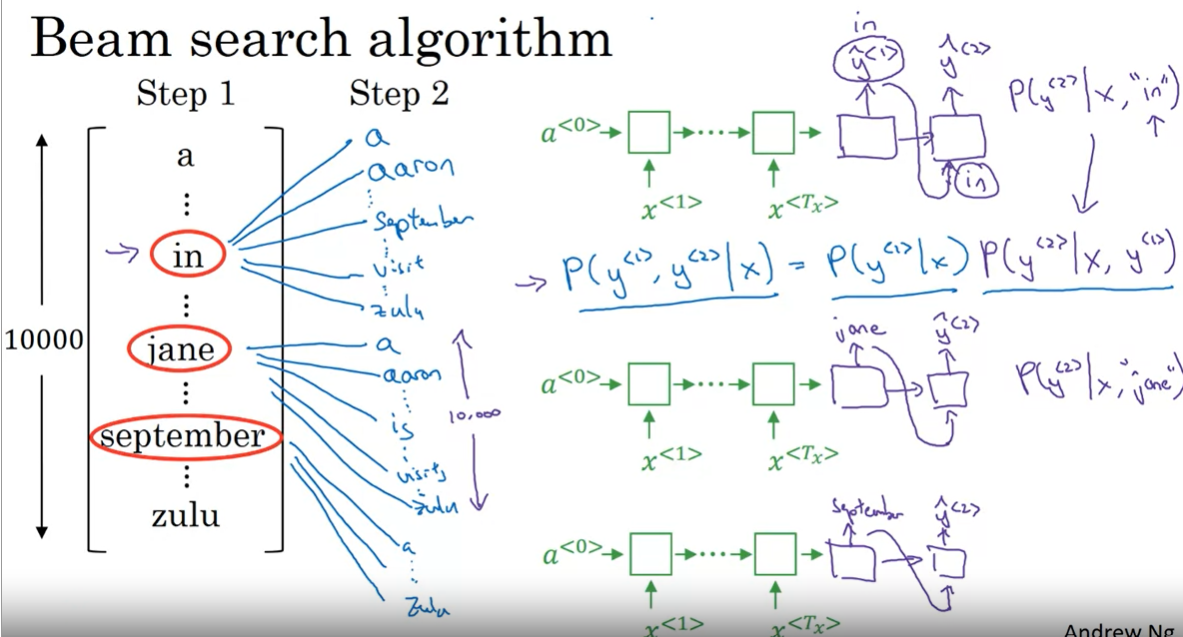 Beam search algorithm
Step 1
Step 2
10000
a
⋮
in
⋮
jane
⋮
september
⋮
zulu
a
aaron
⋮
September
⋮
visit
⋮
zulu
a
aaron
⋮
is
⋮
visits
⋮
zulu
10,000
a
⋮
Zulu
in
ŷ<1> ŷ<2>
P(y<2>|x, "in")
a<0>
x<1> x<Tx>
in
P(y<1>, y<2>|x) = P(y<1>|x) P(y<2>|x, y<1>)
jane ŷ<2>
a<0>
P(y<2>|x, "jane")
x<1> x<Tx>
September ŷ<2>
a<0>
x<1> x<Tx>
Andrew Ng